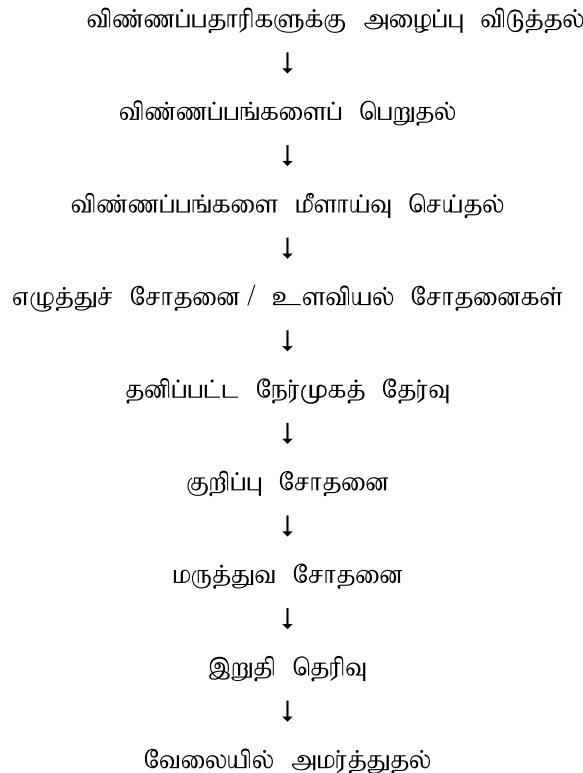 விண்ணப்பதாரிகளுக்கு அழைப்பு விடுத்தல்
↓
விண்ணப்பங்களைப் பெறுதல்
↓
விண்ணப்பங்களை மீளாய்வு செய்தல்
↓
எழுத்துச் சோதனை / உளவியல் சோதனைகள்
↓
தனிப்பட்ட நேர்முகத் தேர்வு
↓
குறிப்பு சோதனை
↓
மருத்துவ சோதனை
↓
இறுதி தெரிவு
↓
வேலையில் அமர்த்துதல்